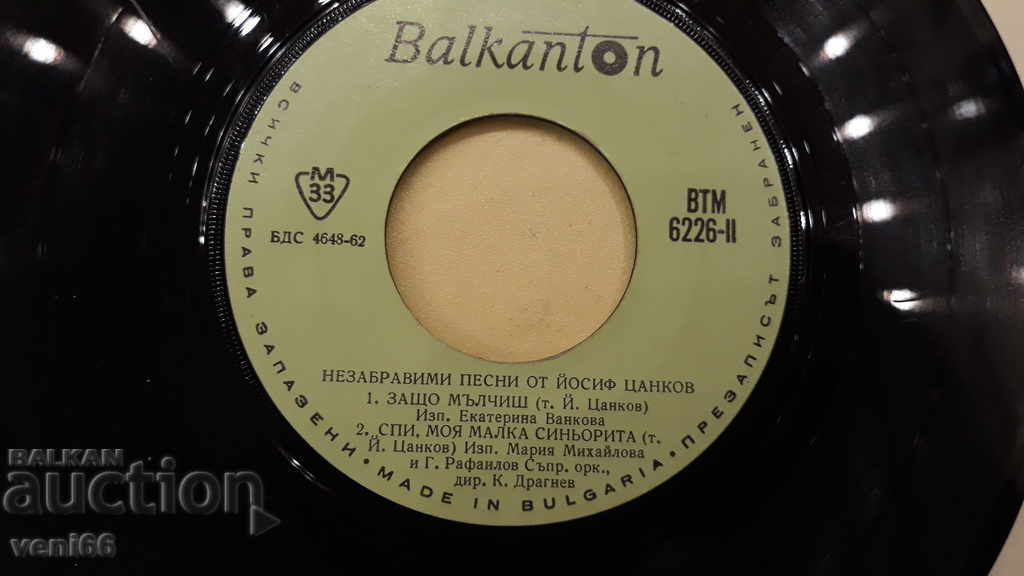 Balkanton
М
33
БДС 4648-62
ВТМ
6226-II
НЕЗАБРАВИМИ ПЕСНИ ОТ ЙОСИФ ЦАНКОВ
1. ЗАЩО МЪЛЧИШ (т. Й. Цанков)
Изп. Екатерина Ванкова
2. СПИ, МОЯ МАЛКА СИНЬОРИТА (т.
Й. Цанков) Изп. Мария Михайлова
и Г. Рафаилов Съпр. орк.,
дир. К. Драгнев
ВСИЧКИ ПРАВА ЗАПАЗЕНИ • MADE IN BULGARIA • ПРЕЗАПИСЪТ ЗАБРАНЕН
BALKAN
auction
veni66